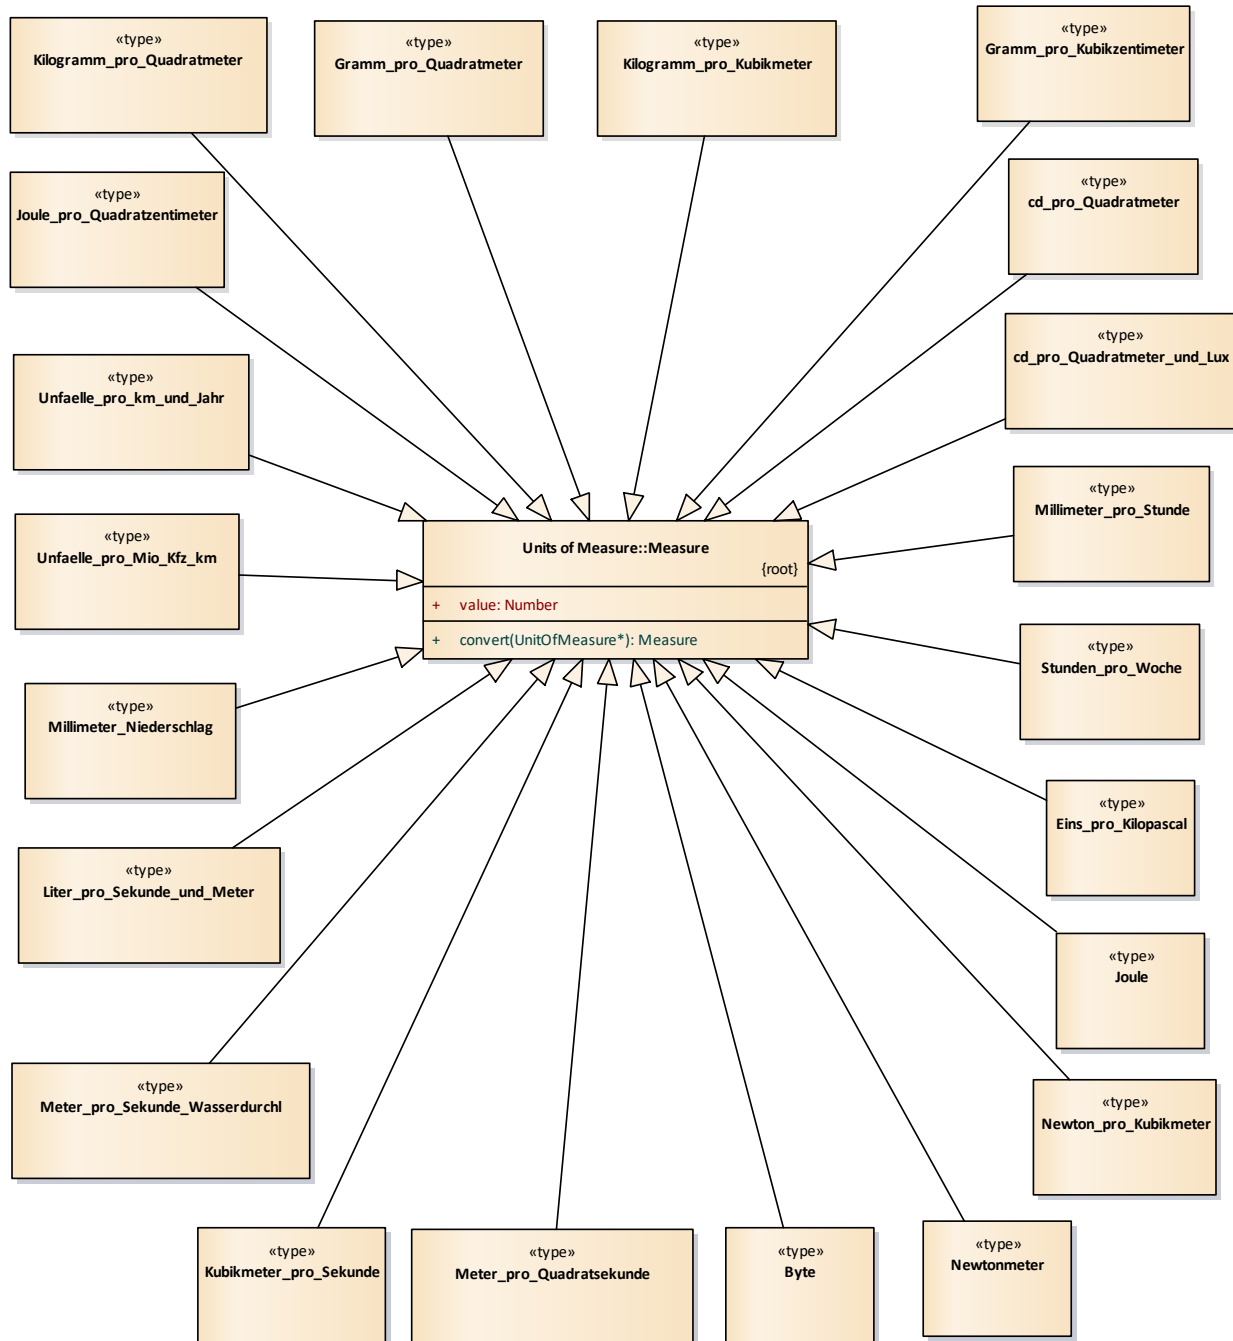 «type»
Kilogramm_pro_Quadratmeter
«type»
Gramm_pro_Quadratmeter
«type»
Kilogramm_pro_Kubikmeter
«type»
Gramm_pro_Kubikzentimeter
«type»
Joule_pro_Quadratzentimeter
«type»
cd_pro_Quadratmeter
«type»
cd_pro_Quadratmeter_und_Lux
«type»
Unfaelle_pro_km_und_Jahr
«type»
Millimeter_pro_Stunde
«type»
Unfaelle_pro_Mio_Kfz_km
Units of Measure::Measure
{root}
+ value: Number
+ convert(UnitOfMeasure*): Measure
«type»
Stunden_pro_Woche
«type»
Millimeter_Niederschlag
«type»
Eins_pro_Kilopascal
«type»
Liter_pro_Sekunde_und_Meter
«type»
Joule
«type»
Meter_pro_Sekunde_Wasserdurchl
«type»
Newton_pro_Kubikmeter
«type»
Kubikmeter_pro_Sekunde
«type»
Meter_pro_Quadratsekunde
«type»
Byte
«type»
Newtonmeter